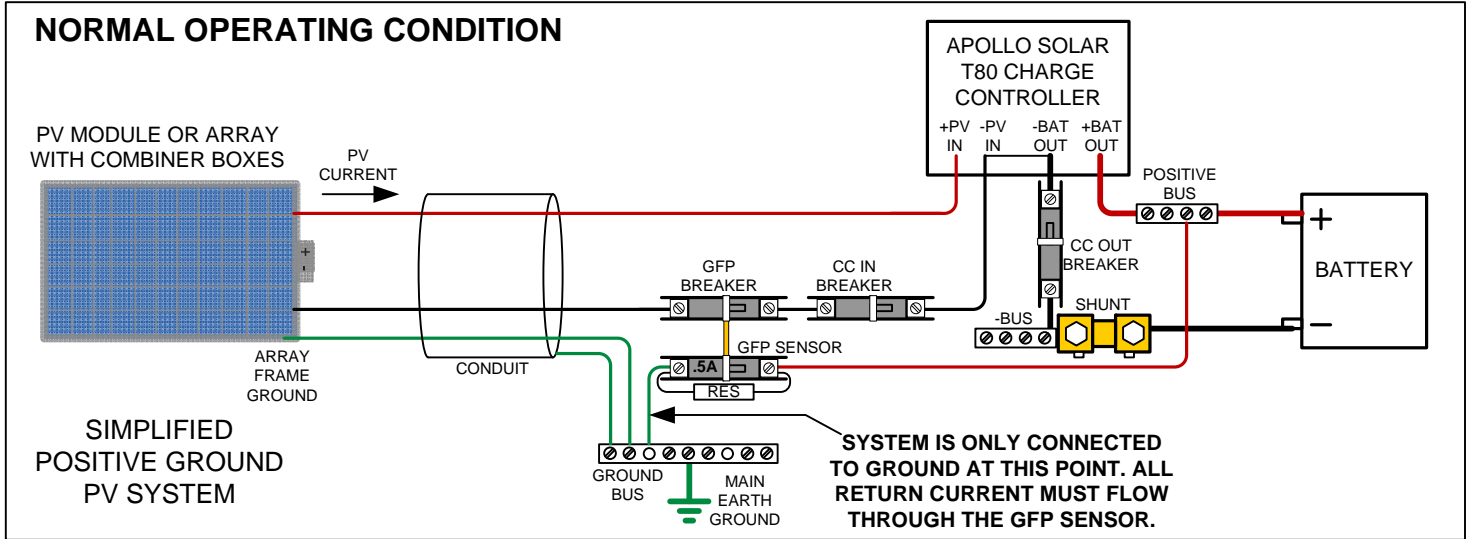 NORMAL OPERATING CONDITION
APOLLO SOLAR
T80 CHARGE
CONTROLLER
+PV
IN
-PV
IN
-BAT
OUT
+BAT
OUT
PV MODULE OR ARRAY
WITH COMBINER BOXES
PV
CURRENT
POSITIVE
BUS
+
-
+
BATTERY
−
GFP
BREAKER
CC IN
BREAKER
CC OUT
BREAKER
-BUS
SHUNT
GFP SENSOR
.5A
RES
ARRAY
FRAME
GROUND
CONDUIT
SIMPLIFIED
POSITIVE GROUND
PV SYSTEM
GROUND
BUS
MAIN
EARTH
GROUND
SYSTEM IS ONLY CONNECTED
TO GROUND AT THIS POINT. ALL
RETURN CURRENT MUST FLOW
THROUGH THE GFP SENSOR.